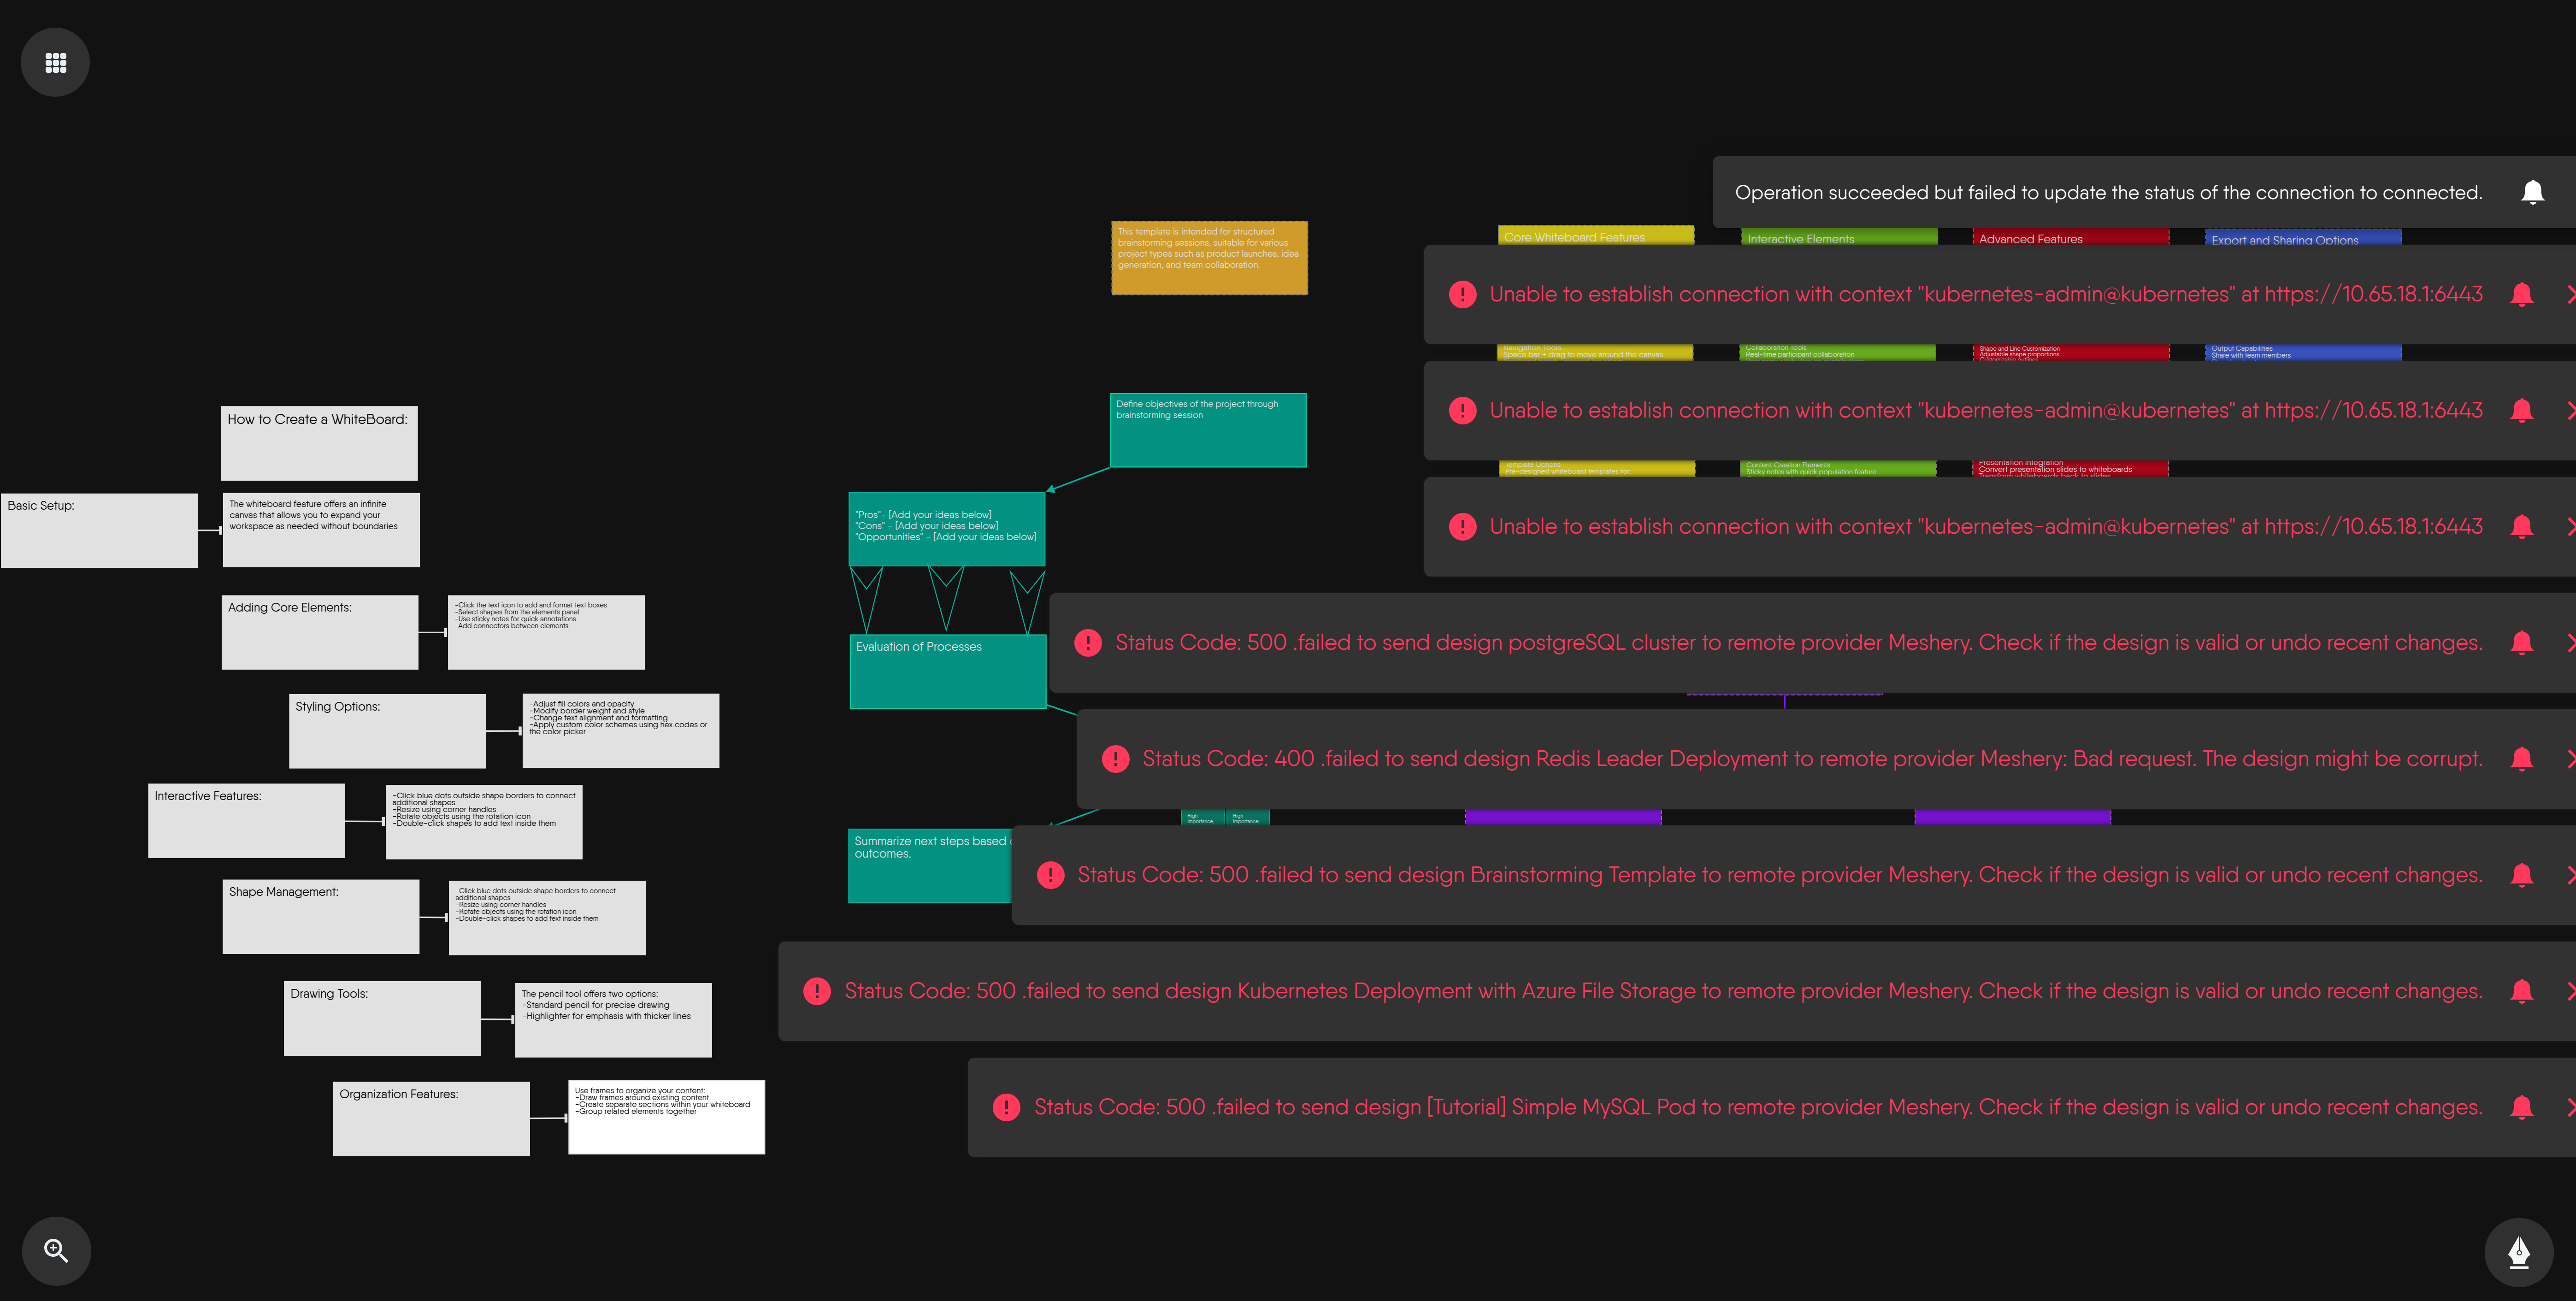 Operation succeeded but failed to update the status of the connection to connected.
Unable to establish connection with context "kubernetes-admin@kubernetes" at https://10.65.18.1:6443
Unable to establish connection with context "kubernetes-admin@kubernetes" at https://10.65.18.1:6443
Unable to establish connection with context "kubernetes-admin@kubernetes" at https://10.65.18.1:6443
Status Code: 500 .failed to send design postgreSQL cluster to remote provider Meshery. Check if the design is valid or undo recent changes.
Status Code: 400 .failed to send design Redis Leader Deployment to remote provider Meshery: Bad request. The design might be corrupt.
Status Code: 500 .failed to send design Brainstorming Template to remote provider Meshery. Check if the design is valid or undo recent changes.
Status Code: 500 .failed to send design Kubernetes Deployment with Azure File Storage to remote provider Meshery. Check if the design is valid or undo recent changes.
Status Code: 500 .failed to send design [Tutorial] Simple MySQL Pod to remote provider Meshery. Check if the design is valid or undo recent changes.
How to Create a WhiteBoard:
Basic Setup:
The whiteboard feature offers an infinite
canvas that allows you to expand your
workspace as needed without boundaries
Adding Core Elements:
-Click the text icon to add and format text boxes
-Select shapes from the elements panel
-Use sticky notes for quick annotations
-Add connectors between elements
Styling Options:
-Adjust fill colors and opacity
-Modify border weight and style
-Change text alignment and formatting
-Apply custom color schemes using hex codes or
the color picker
Interactive Features:
-Click blue dots outside shape borders to connect
additional shapes
-Resize using corner handles
-Rotate objects using the rotation icon
-Double-click shapes to add text inside them
Shape Management:
-Click blue dots outside shape borders to connect
additional shapes
-Resize using corner handles
-Rotate objects using the rotation icon
-Double-click shapes to add text inside them
Drawing Tools:
The pencil tool offers two options:
-Standard pencil for precise drawing
-Highlighter for emphasis with thicker lines
Organization Features:
Use frames to organize your content:
-Draw frames around existing content
-Create separate sections within your whiteboard
-Group related elements together
This template is intended for structured
brainstorming sessions, suitable for various
project types such as product launches, idea
generation, and team collaboration.
Define objectives of the project through
brainstorming session
"Pros"- [Add your ideas below]
"Cons" - [Add your ideas below]
"Opportunities" - [Add your ideas below]
Evaluation of Processes
Summarize next steps based
outcomes.
High
Importance,
High
Importance,
Core Whiteboard Features
Navigation Tools
Space bar + drag to move around the canvas
Template Options
Pre-designed whiteboard templates for:
Interactive Elements
Collaboration Tools
Real-time participant collaboration
Content Creation Elements
Sticky notes with quick population feature
Advanced Features
Shape and Line Customization
Adjustable shape proportions
Presentation Integration
Convert presentation slides to whiteboards
Transform whiteboards back to slides
Export and Sharing Options
Output Capabilities
Share with team members